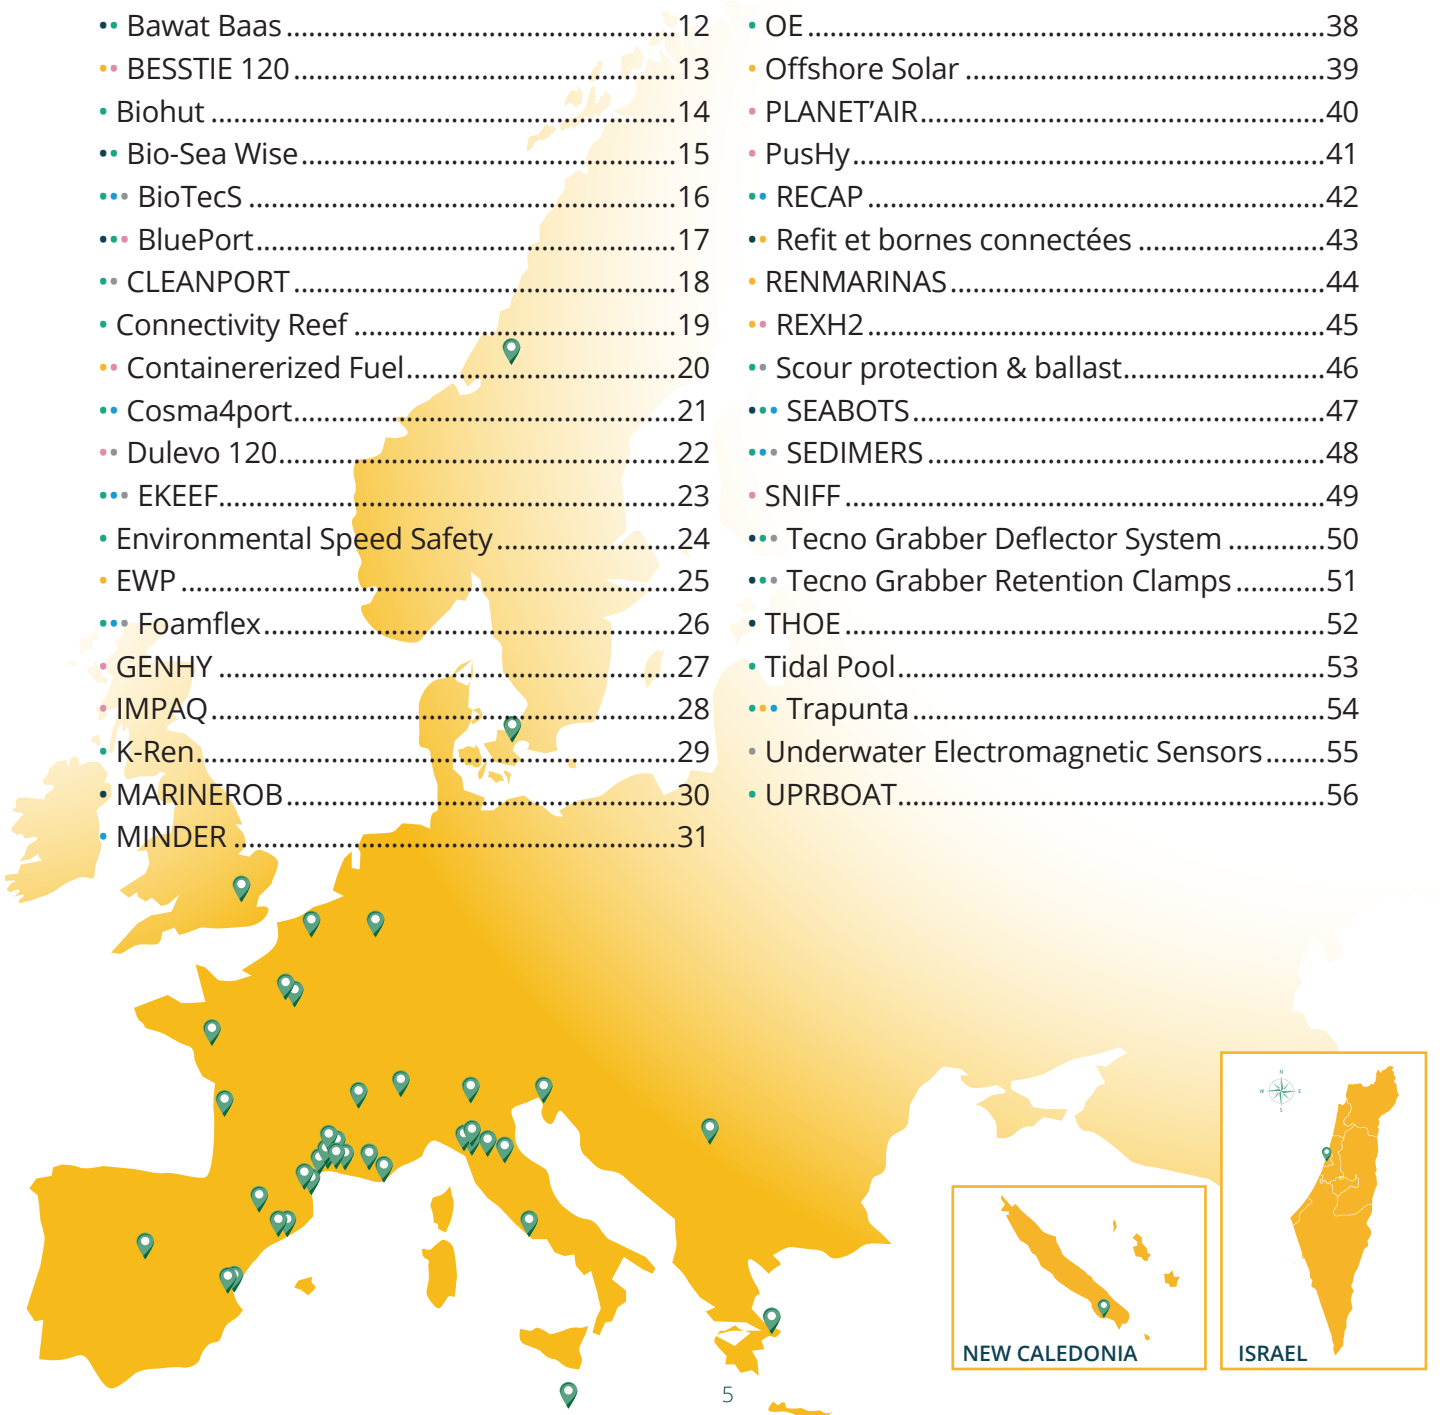 •• Bawat Baas....................................................12
•• BESSTIE 120...................................................13
• Biohut ..............................................................14
•• Bio-Sea Wise..................................................15
••• BioTecS .........................................................16
••• BluePort........................................................17
•• CLEANPORT...................................................18
• Connectivity Reef ...........................................19
•• Containererized Fuel....................................20
•• Cosma4port...................................................21
•• Dulevo 120.....................................................22
••• EKEEF.............................................................23
• Environmental Speed Safety........................24
• EWP ..................................................................25
••• Foamflex.......................................................26
• GENHY .............................................................27
• IMPAQ..............................................................28
• K-Ren................................................................29
• MARINEROB....................................................30
• MINDER ...........................................................31
• OE.....................................................................38
• Offshore Solar ................................................39
• PLANET’AIR......................................................40
• PusHy...............................................................41
•• RECAP.............................................................42
•• Refit et bornes connectées .........................43
• RENMARINAS..................................................44
•• REXH2.............................................................45
•• Scour protection & ballast...........................46
••• SEABOTS.......................................................47
••• SEDIMERS.....................................................48
• SNIFF................................................................49
••• Tecno Grabber Deflector System .............50
••• Tecno Grabber Retention Clamps............51
• THOE................................................................52
• Tidal Pool.........................................................53
••• Trapunta.......................................................54
• Underwater Electromagnetic Sensors........55
• UPRBOAT.........................................................56
N
W E
S
NEW CALEDONIA
ISRAEL
5